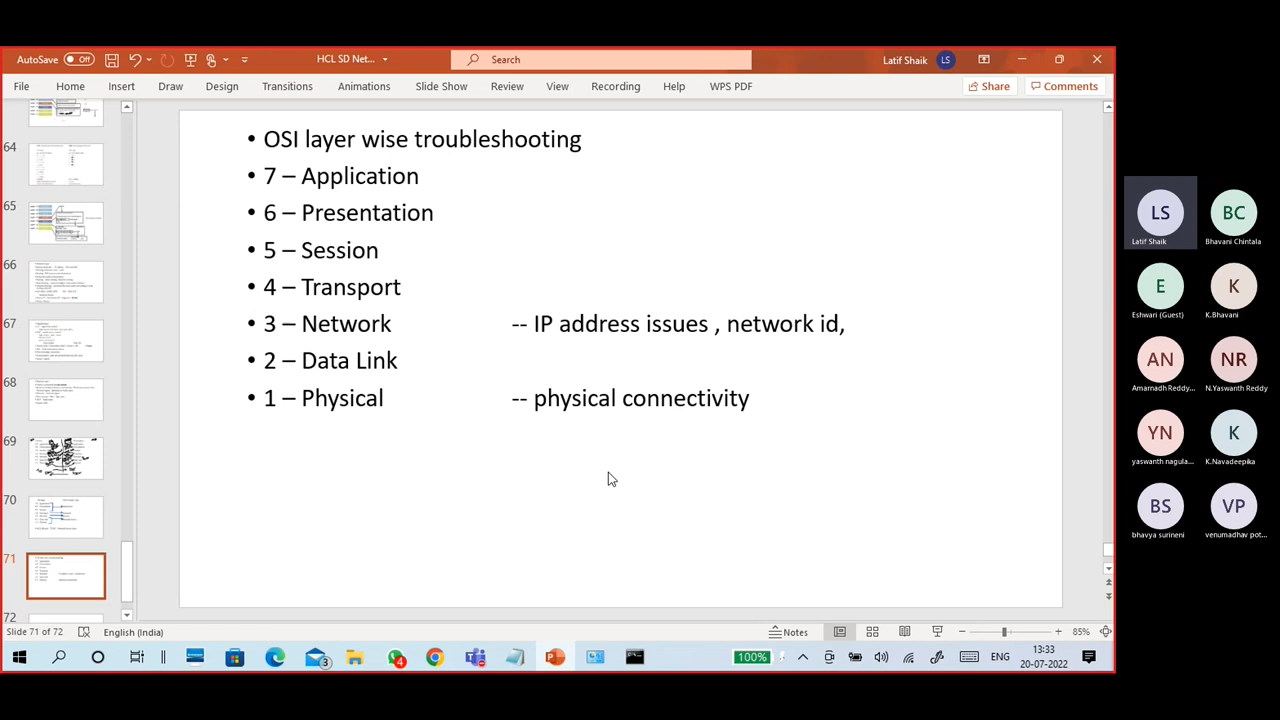 AutoSave Off HCL SD Net... Search Latif Shaik LS
File Home Insert Draw Design Transitions Animations Slide Show Review View Recording Help WPS PDF Share Comments
64
65
66
67
68
69
70
71
72
• OSI layer wise troubleshooting
• 7 – Application
• 6 – Presentation
• 5 – Session
• 4 – Transport
• 3 – Network -- IP address issues , network id,
• 2 – Data Link
• 1 – Physical -- physical connectivity
LS
Latif Shaik
BC
Bhavani Chintala
E
Eshwari (Guest)
K
K.Bhavani
AN
Amarnadh Reddy...
NR
N.Yaswanth Reddy
YN
yaswanth nagula...
K
K.Navadeepika
BS
bhavya surineni
VP
venumadhav pot...
Slide 71 of 72 English (India) Notes 85%
3 4 100% ENG 13:33
20-07-2022